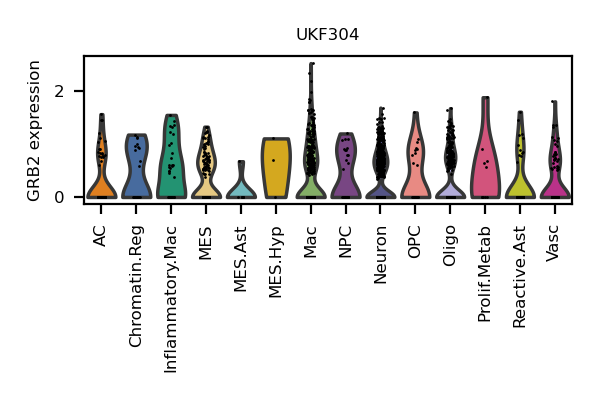 UKF304
GRB2 expression
2
0
AC
Chromatin.Reg
Inflammatory.Mac
MES
MES.Ast
MES.Hyp
Mac
NPC
Neuron
OPC
Oligo
Prolif.Metab
Reactive.Ast
Vasc